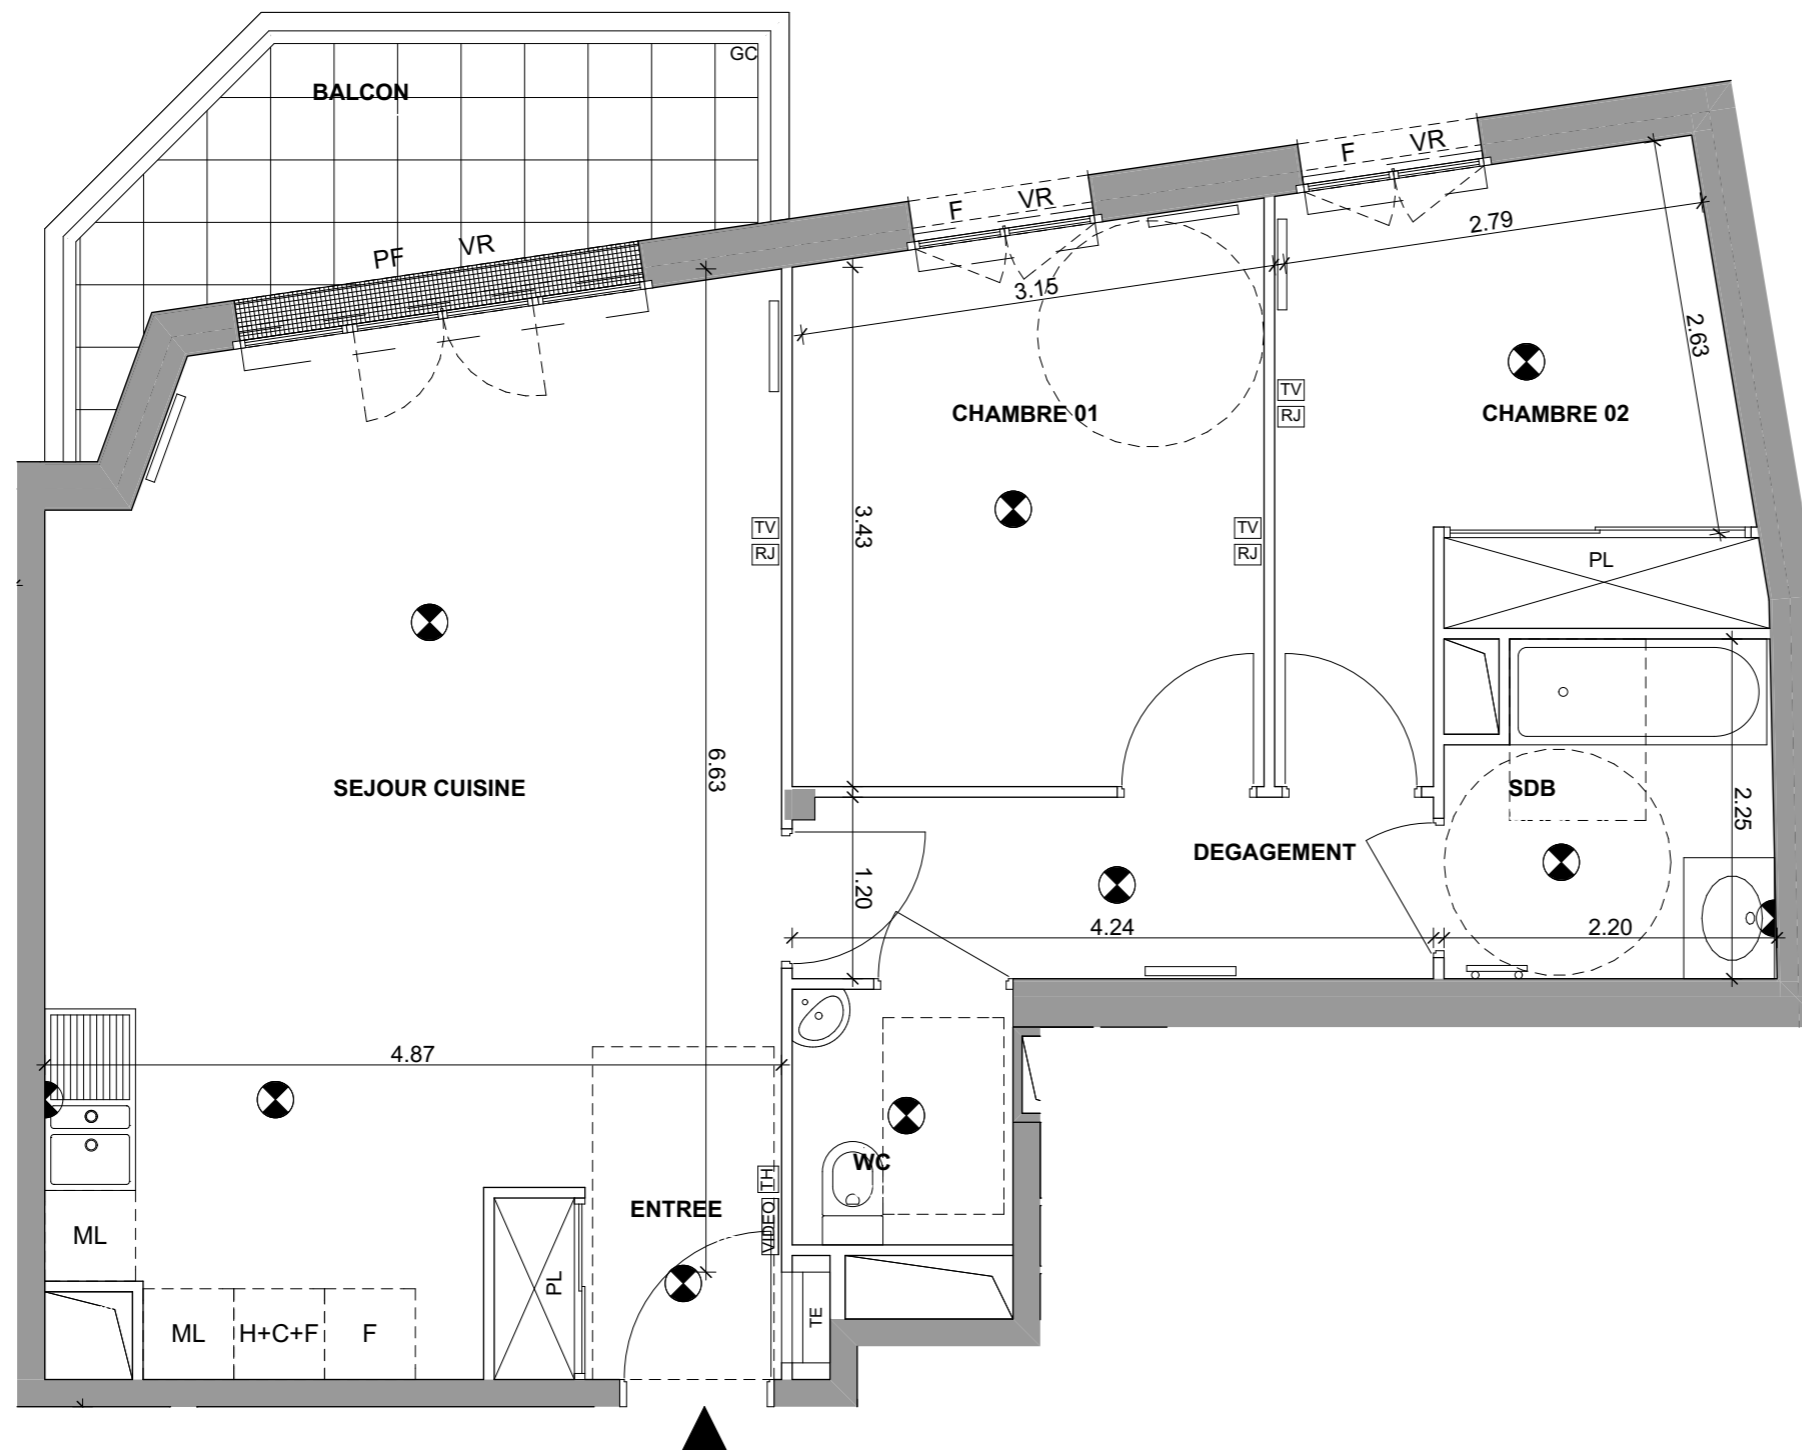 GC
BALCON
F VR
F VR
2.79
PF VR
3.15
2.63
TV
RJ
CHAMBRE 01
CHAMBRE 02
TV
RJ
3.43
TV
RJ
PL
6.63
SEJOUR CUISINE
SDB
2.25
DEGAGEMENT
1.20
4.24
2.20
4.87
WC
TH
VIDEO
ENTREE
ML
PL
TE
ML
H+C+F
F